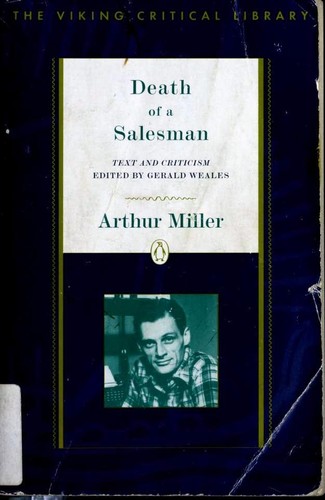 THE VIKING CRITICAL LIBRARY
Death
of a
Salesman
TEXT AND CRITICISM
EDITED BY GERALD WEALES
Arthur Miller